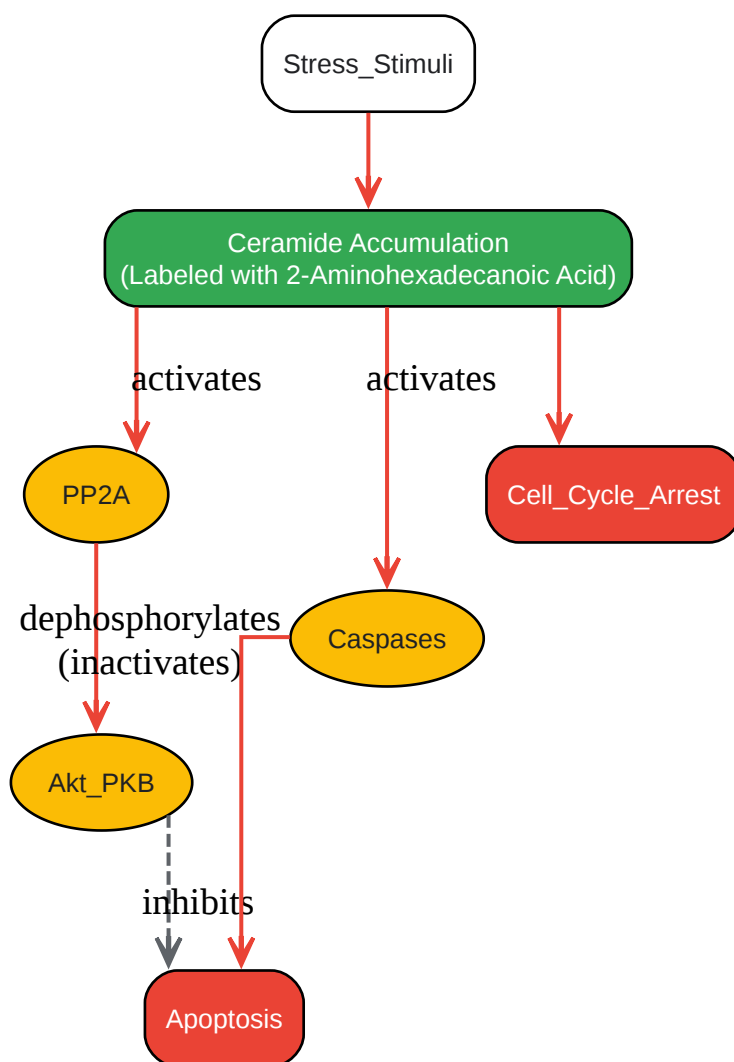 Stress_Stimuli
Ceramide Accumulation
(Labeled with 2-Aminohexadecanoic Acid)
activates
activates
PP2A
Cell_Cycle_Arrest
dephosphorylates
(inactivates)
Caspases
Akt_PKB
inhibits
Apoptosis